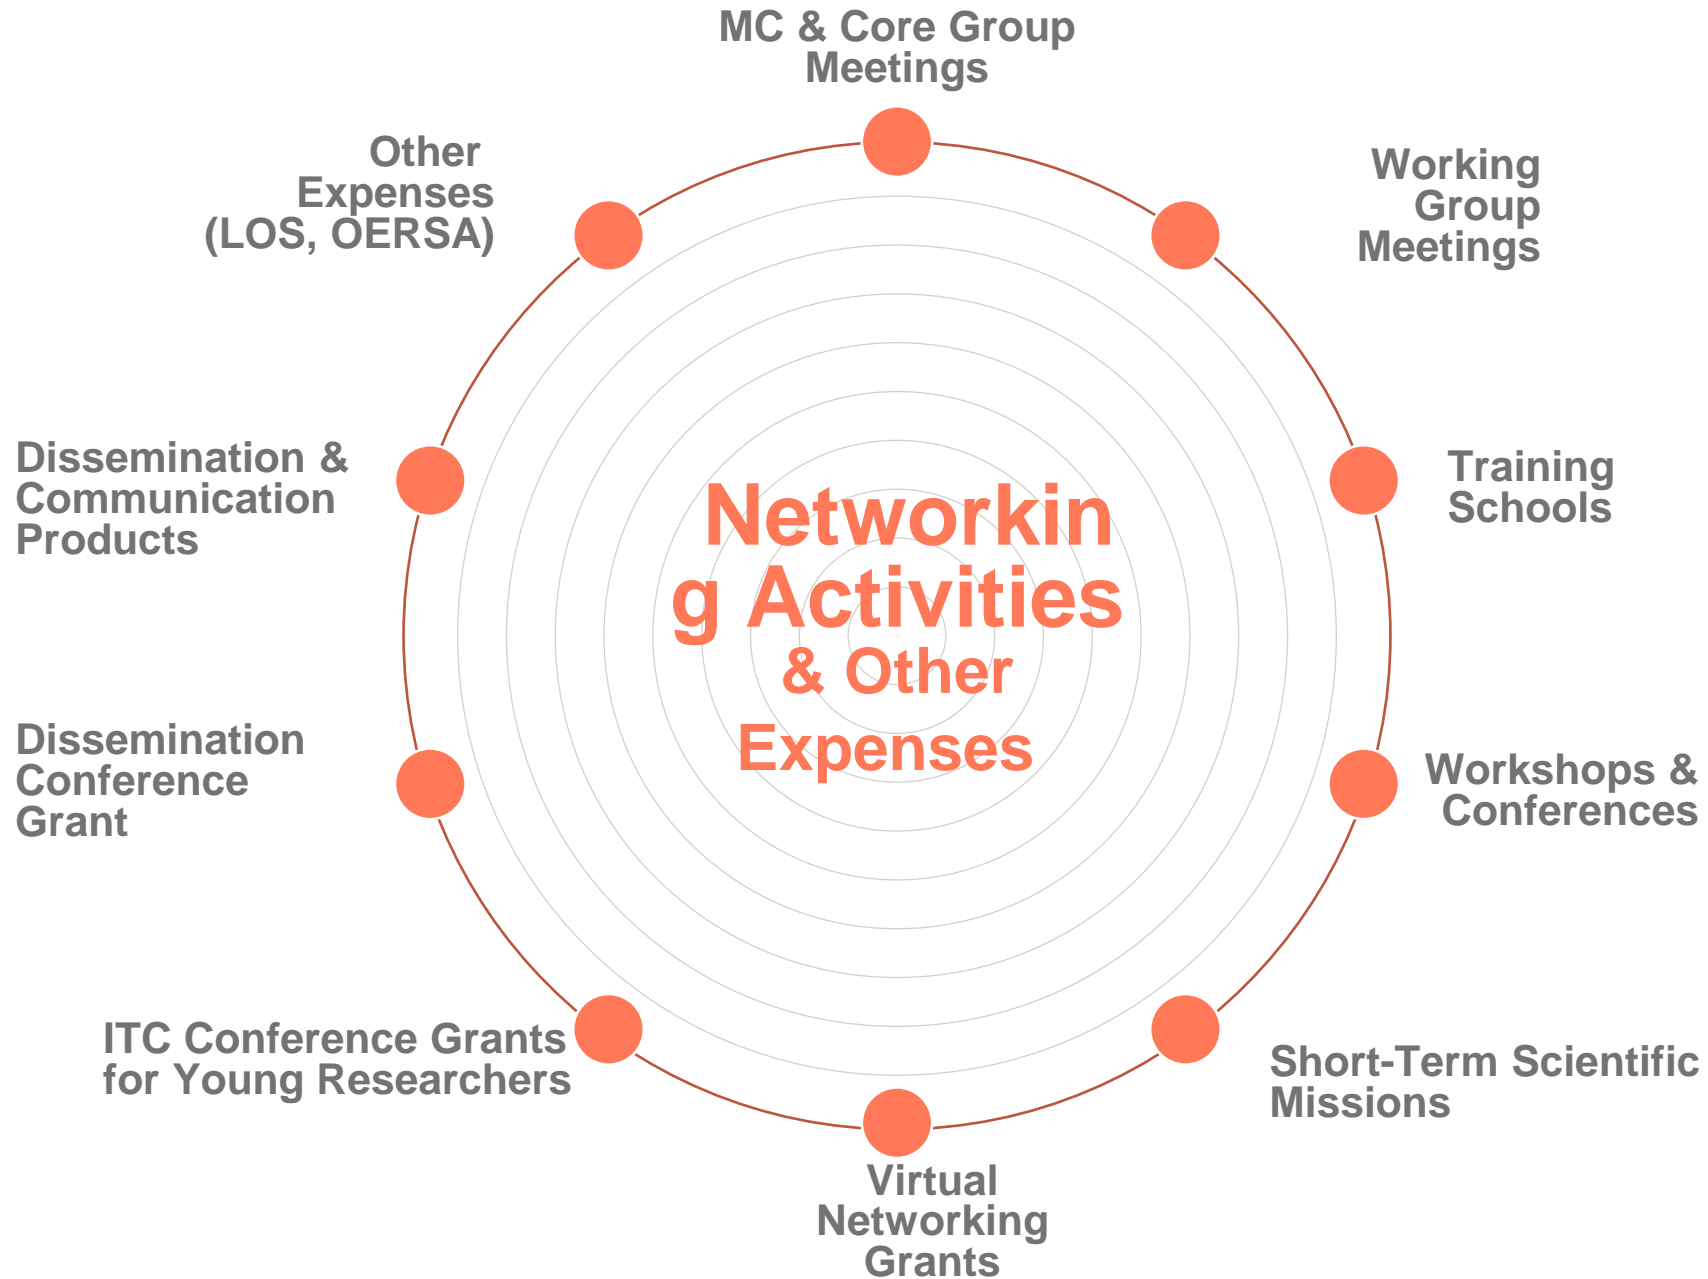 MC & Core Group
Meetings
Working
Group
Meetings
Training
Schools
Workshops &
Conferences
Short-Term Scientific
Missions
Virtual
Networking
Grants
ITC Conference Grants
for Young Researchers
Dissemination
Conference
Grant
Dissemination &
Communication
Products
Other
Expenses
(LOS, OERSA)
Networkin
g Activities
& Other
Expenses